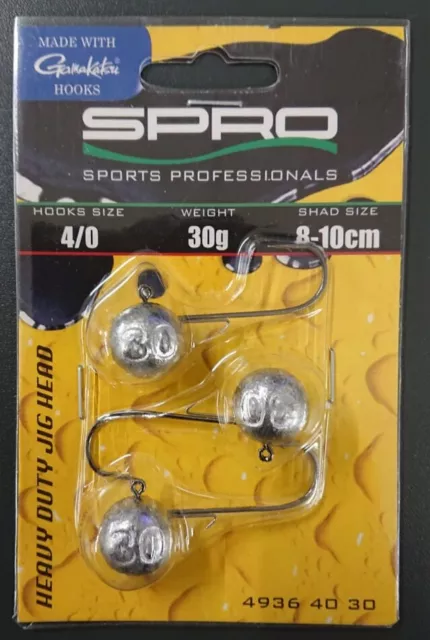 MADE WITH
Gamakatsu
HOOKS
SPRO
SPORTS PROFESSIONALS
HOOKS SIZE
4/0
WEIGHT
30g
SHAD SIZE
8-10cm
30
30
30
HEAVY DUTY JIG HEAD
4936 40 30